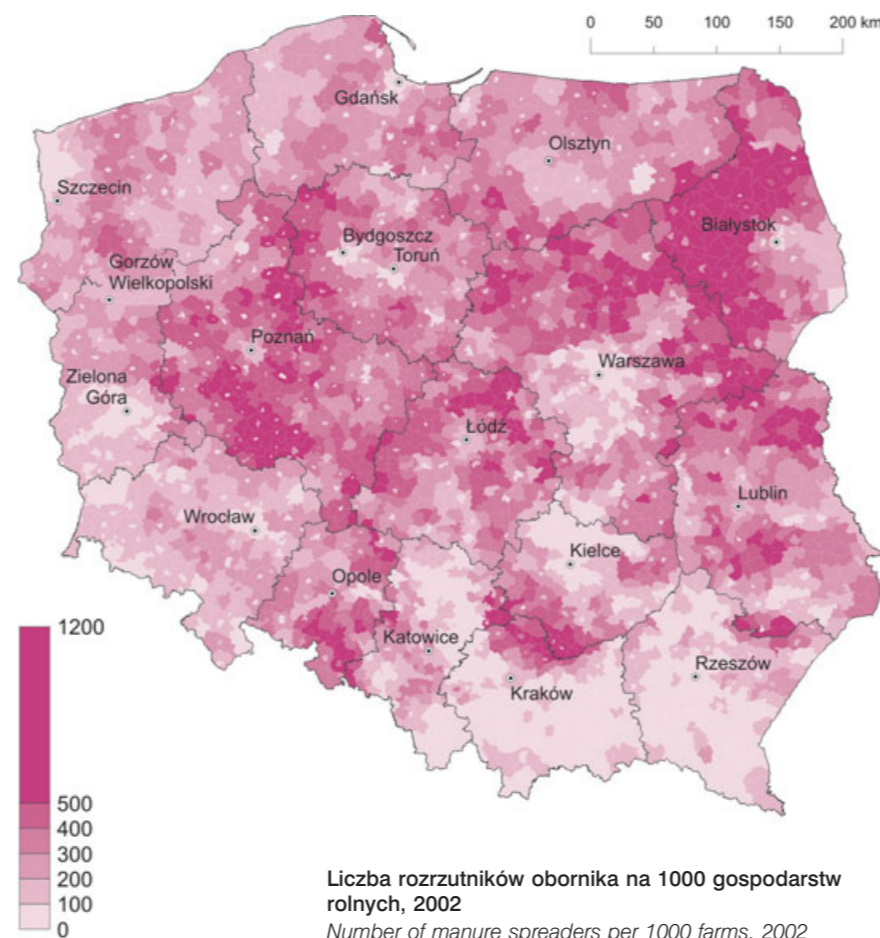 0 50 100 150 200 km
Gdańsk
Olsztyn
Szczecin
Białystok
Bydgoszcz
Toruń
Gorzów
Wielkopolski
Poznań
Warszawa
Zielona
Góra
Łódź
Lublin
Wrocław
Kielce
Opole
Katowice
Rzeszów
Kraków
1200
500
400
300
200
100
0
Liczba rozrzutników obornika na 1000 gospodarstw
rolnych, 2002
Number of manure spreaders per 1000 farms, 2002